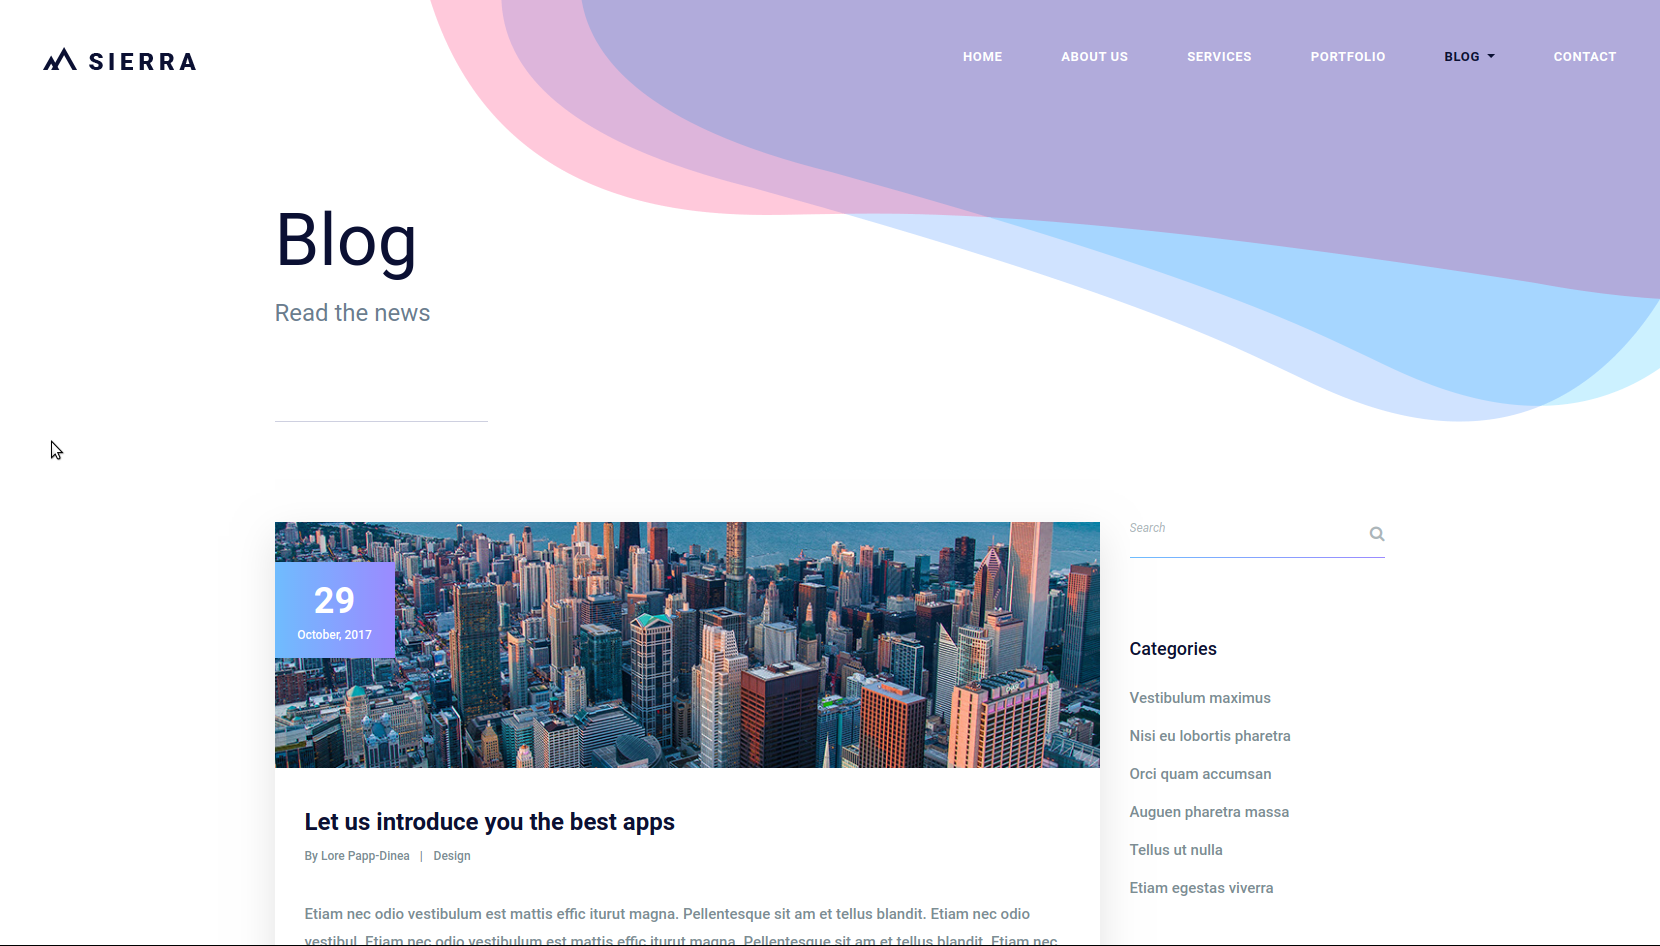 SIERRA
HOME ABOUT US SERVICES PORTFOLIO BLOG CONTACT
Blog
Read the news
29
October, 2017
Let us introduce you the best apps
By Lore Papp-Dinea | Design
Etiam nec odio vestibulum est mattis effic iturut magna. Pellentesque sit am et tellus blandit. Etiam nec odio
vestibul. Etiam nec odio vestibulum est mattis effic iturut magna. Pellentesque sit am et tellus blandit. Etiam nec
Search
Categories
Vestibulum maximus
Nisi eu lobortis pharetra
Orci quam accumsan
Auguen pharetra massa
Tellus ut nulla
Etiam egestas viverra